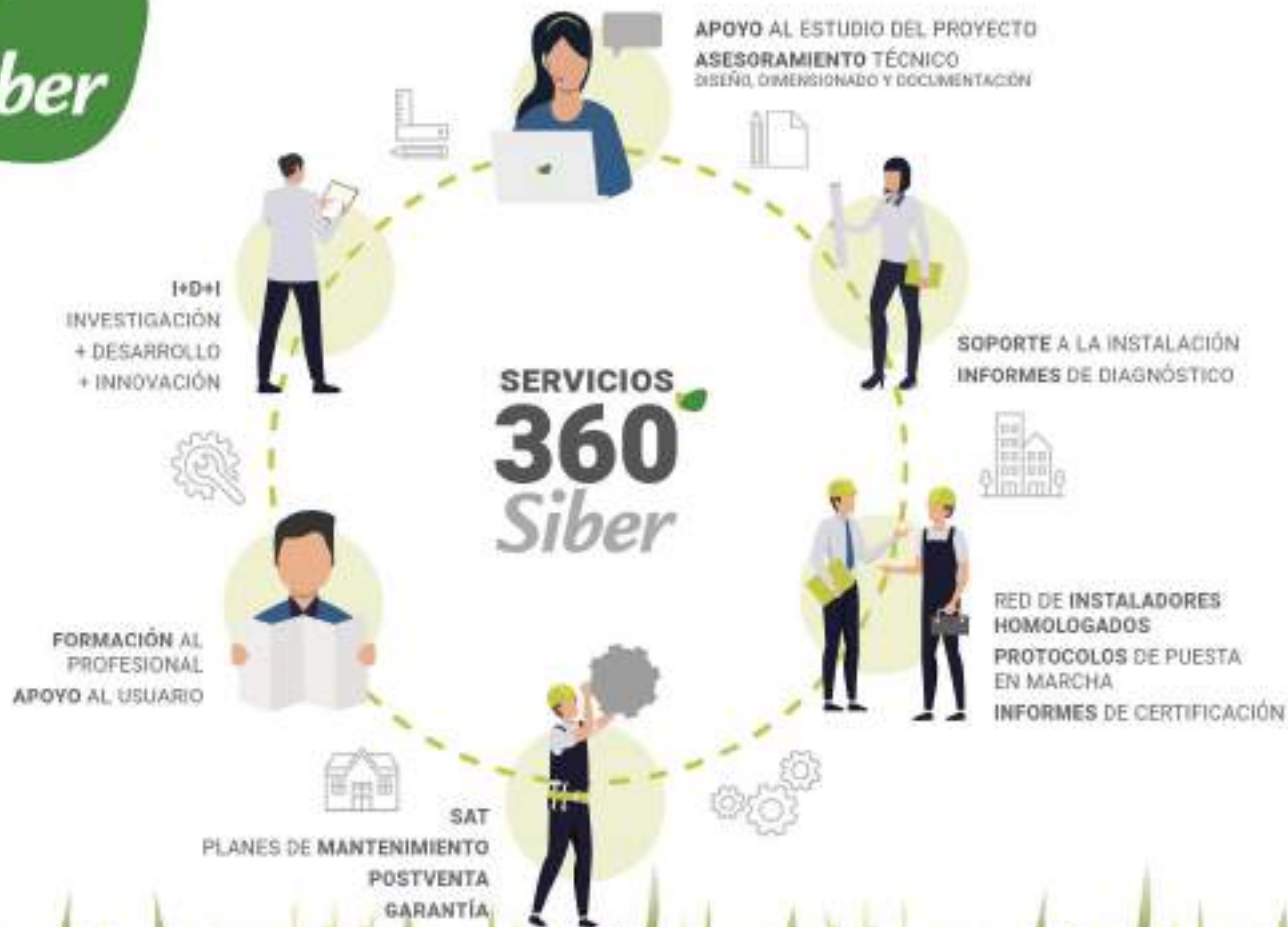 ber
APOYO AL ESTUDIO DEL PROYECTO
ASESORAMIENTO TÉCNICO
DISEÑO, DIMENSIONADO Y DOCUMENTACIÓN
SOPORTE A LA INSTALACIÓN
INFORMES DE DIAGNÓSTICO
RED DE INSTALADORES
HOMOLOGADOS
PROTOCOLOS DE PUESTA
EN MARCHA
INFORMES DE CERTIFICACIÓN
SAT
PLANES DE MANTENIMIENTO
POSTVENTA
GARANTÍA
FORMACIÓN AL
PROFESIONAL
APOYO AL USUARIO
I+D+I
INVESTIGACIÓN
+ DESARROLLO
+ INNOVACIÓN
SERVICIOS
360
Siber